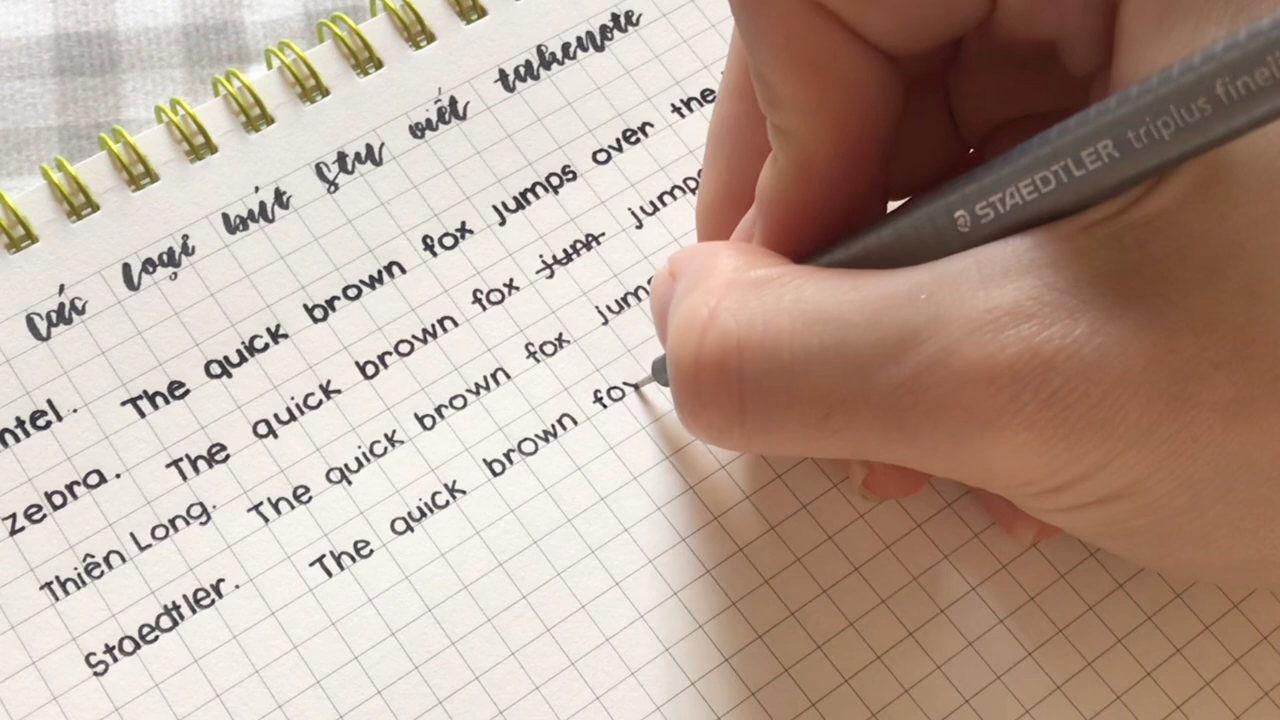 Các loại bút Stu viết takenote
ntel. The quick brown fox jumps over the
zebra. The quick brown fox junn jumps
Thiên Long. The quick brown fox jump
Staedtler. The quick brown fox
STAEDTLER triplus fineli